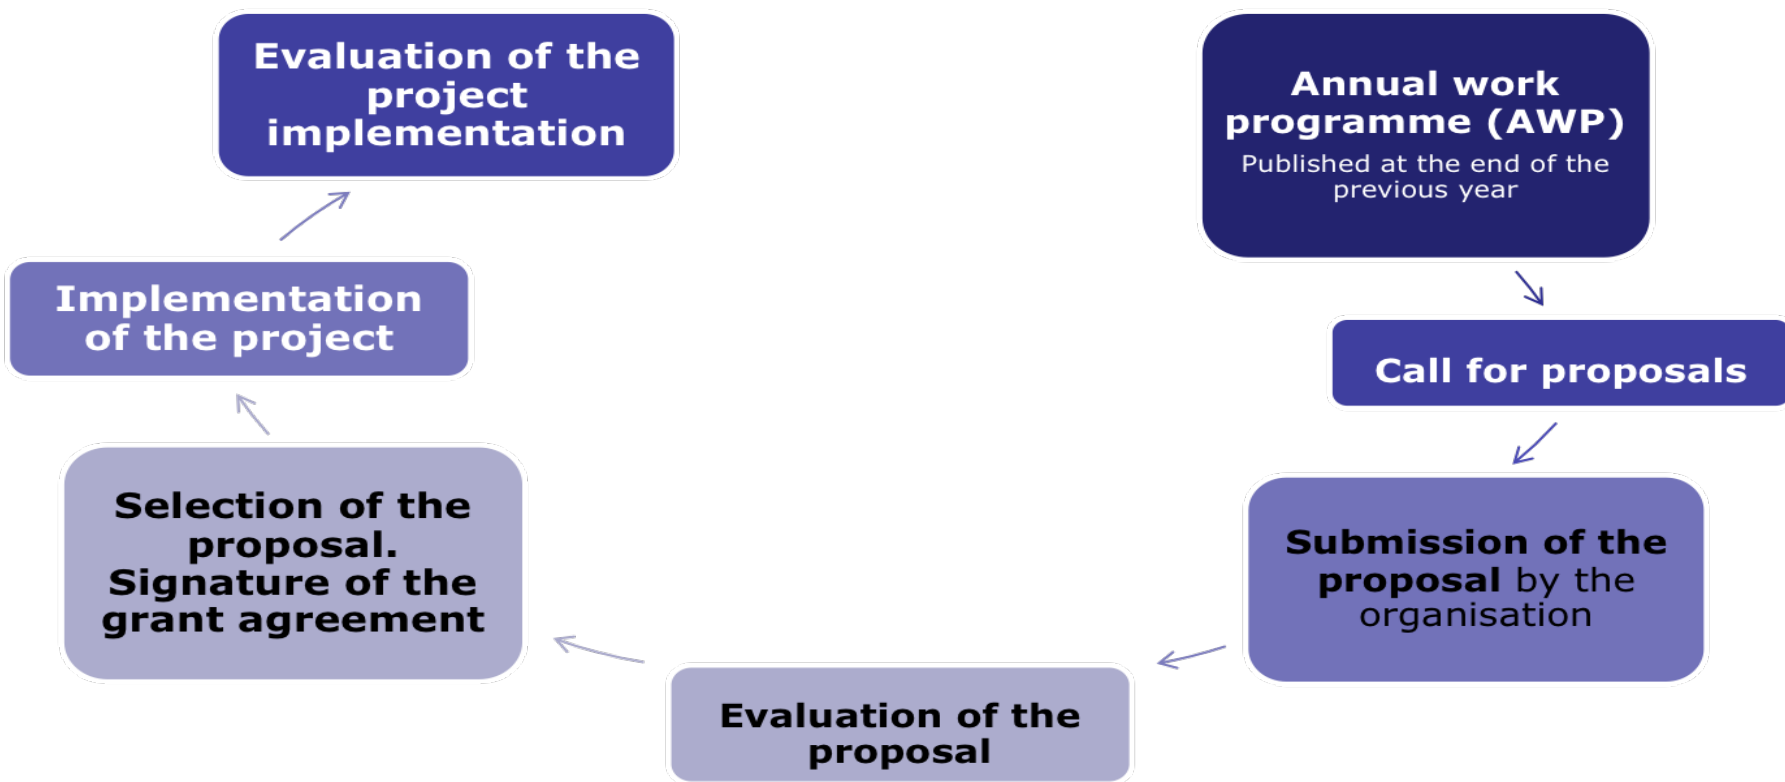 Annual work
programme (AWP)
Published at the end of the
previous year
Call for proposals
Submission of the
proposal by the
organisation
Evaluation of the
proposal
Selection of the
proposal.
Signature of the
grant agreement
Implementation
of the project
Evaluation of the
project
implementation